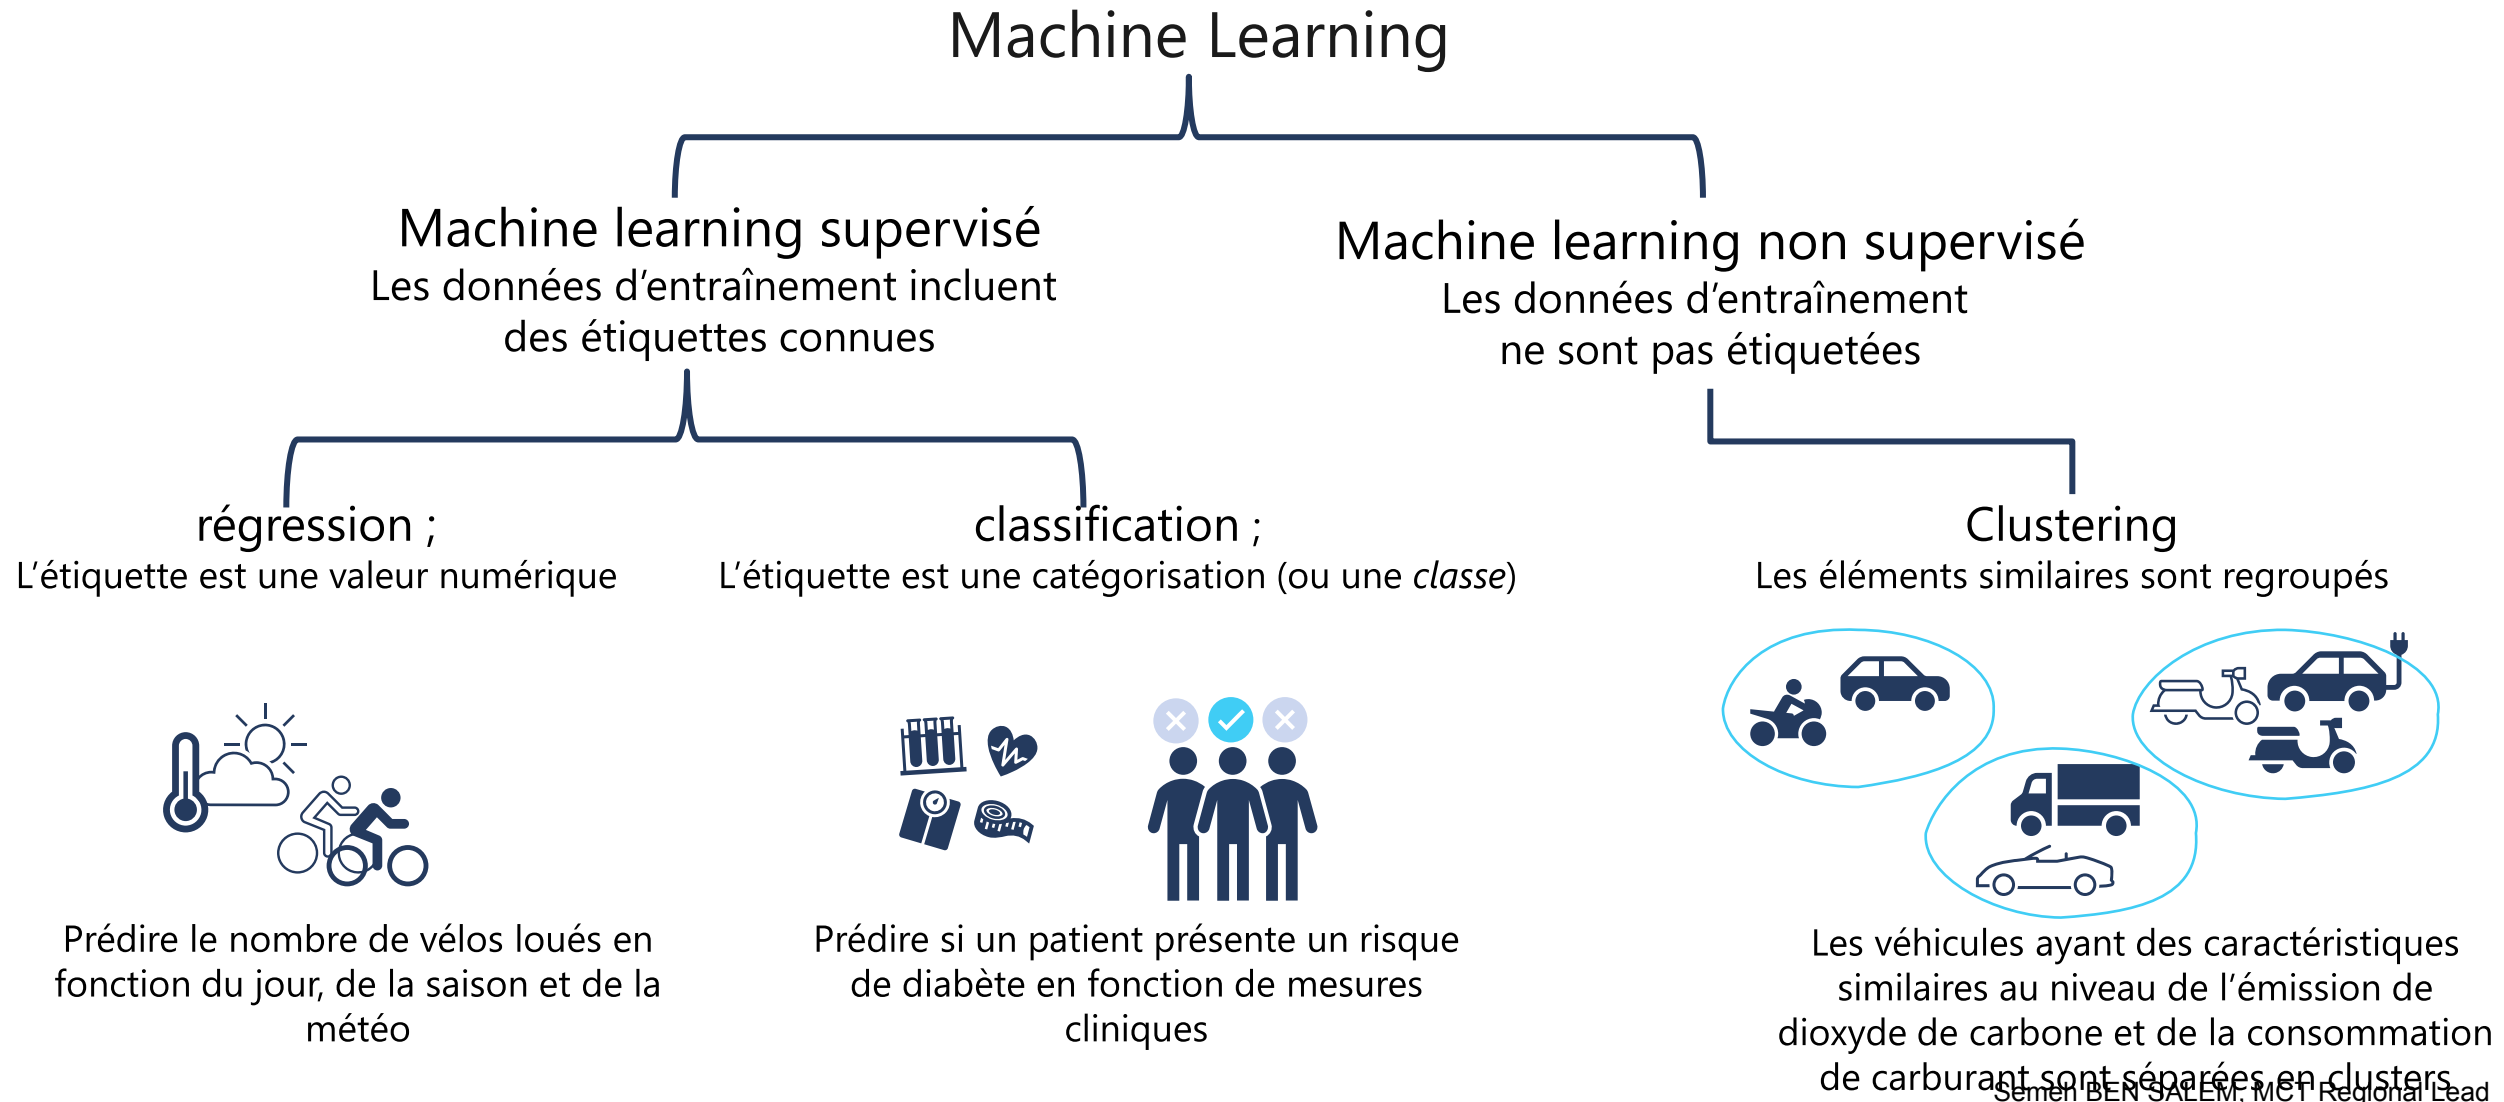 Machine Learning
Machine learning supervisé
Les données d’entraînement incluent
des étiquettes connues
Machine learning non supervisé
Les données d’entraînement
ne sont pas étiquetées
régression ;
L’étiquette est une valeur numérique
classification ;
L’étiquette est une catégorisation (ou une classe)
Clustering
Les éléments similaires sont regroupés
Prédire le nombre de vélos loués en
fonction du jour, de la saison et de la
météo
Prédire si un patient présente un risque
de diabète en fonction de mesures
cliniques
Les véhicules ayant des caractéristiques
similaires au niveau de l’émission de
dioxyde de carbone et de la consommation
de carburant sont séparées en clusters
Semeh BEN SALEM, MCT Regional Lead